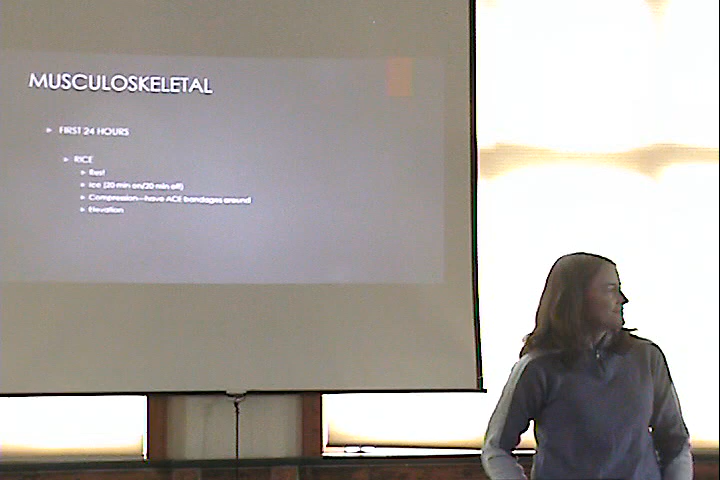 MUSCULOSKELETAL
FIRST 24 HOURS
RICE
Rest
Ice (20 min on/20 min off)
Compression—have ACE bandages around
Elevation